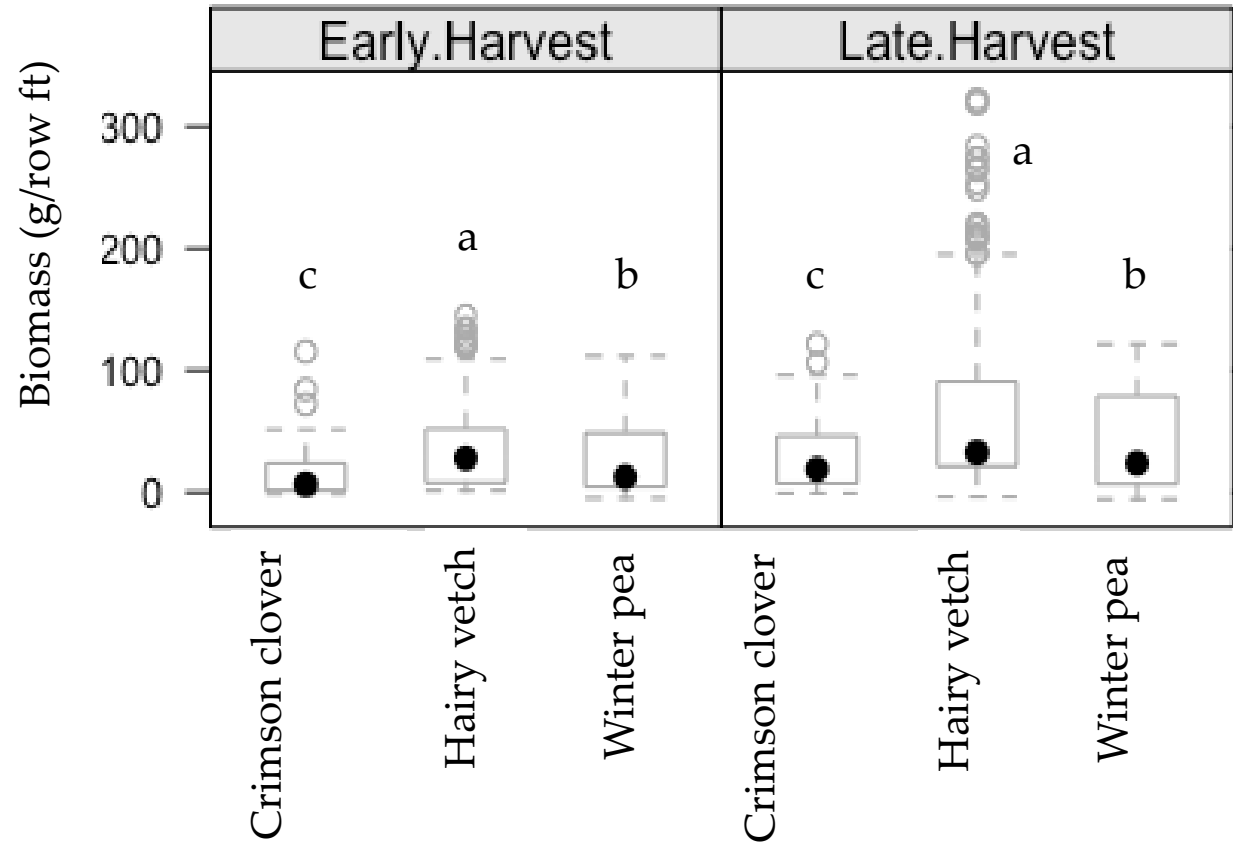 Early.Harvest
Late.Harvest
Biomass (g/row ft)
300
200
100
0
c
a
b
c
a
b
Crimson clover
Hairy vetch
Winter pea
Crimson clover
Hairy vetch
Winter pea